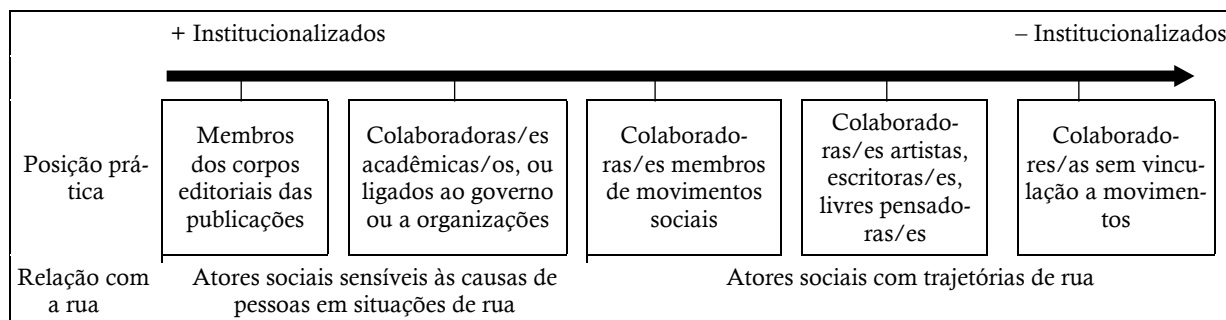 + Institucionalizados
– Institucionalizados
Posição prá-
tica
Membros
dos corpos
editoriais das
publicações
Colaboradoras/es
acadêmicas/os, ou
ligados ao governo
ou a organizações
Colaborado-
ras/es membros
de movimentos
sociais
Colaborado-
ras/es artistas,
escritoras/es,
livres pensado-
ras/es
Colaborado-
res/as sem vincu-
lação a movimen-
tos
Relação com
a rua
Atores sociais sensíveis às causas de
pessoas em situações de rua
Atores sociais com trajetórias de rua